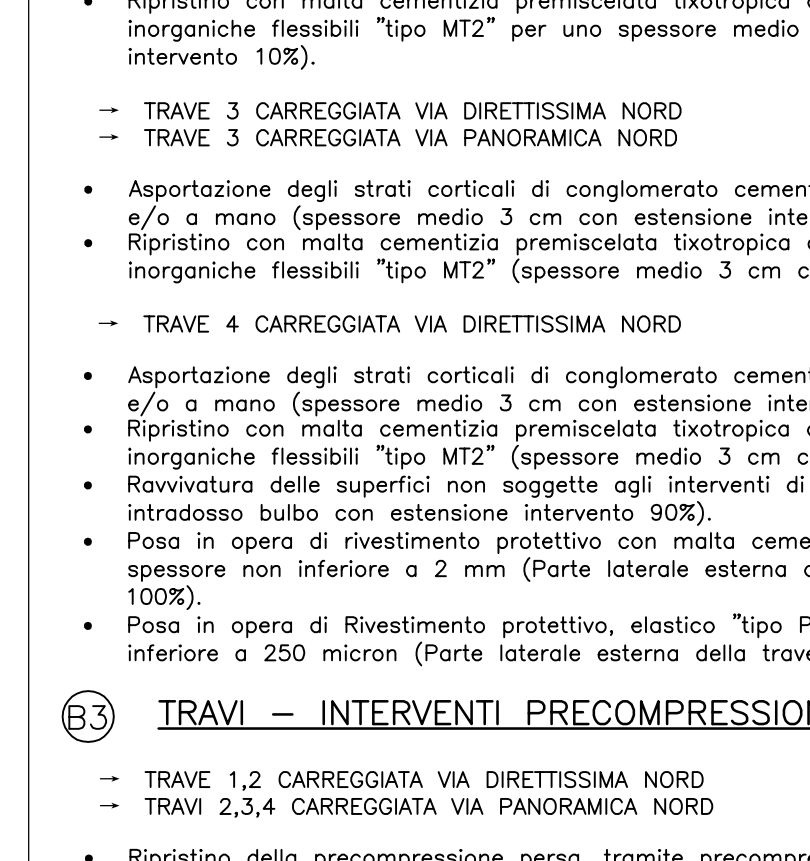 • Ripristino con malta cementizia premiscelata tixotropica
inorganiche flessibili "tipo MT2" per uno spessore medio
intervento 10%).
→ TRAVE 3 CARREGGIATA VIA DIRETTISSIMA NORD
→ TRAVE 3 CARREGGIATA VIA PANORAMICA NORD
• Asportazione degli strati corticali di conglomerato
e/o a mano (spessore medio 3 cm con estensione
• Ripristino con malta cementizia premiscelata tixotropica
inorganiche flessibili "tipo MT2" (spessore medio 3 cm
→ TRAVE 4 CARREGGIATA VIA DIRETTISSIMA NORD
• Asportazione degli strati corticali di conglomerato
e/o a mano (spessore medio 3 cm con estensione
• Ripristino con malta cementizia premiscelata tixotropica
inorganiche flessibili "tipo MT2" (spessore medio 3 cm
• Ravvivatura delle superfici non soggette agli interventi di
intradosso bulbo con estensione intervento 90%).
• Posa in opera di rivestimento protettivo con malta
spessore non inferiore a 2 mm (Parte laterale esterna
100%).
• Posa in opera di Rivestimento protettivo, elastico "tipo
inferiore a 250 micron (Parte laterale esterna della
B3 TRAVI – INTERVENTI
→ TRAVE 1,2 CARREGGIATA VIA DIRETTISSIMA NORD
→ TRAVI 2,3,4 CARREGGIATA VIA PANORAMICA NORD
• Ripristino della precompressione persa, tramite